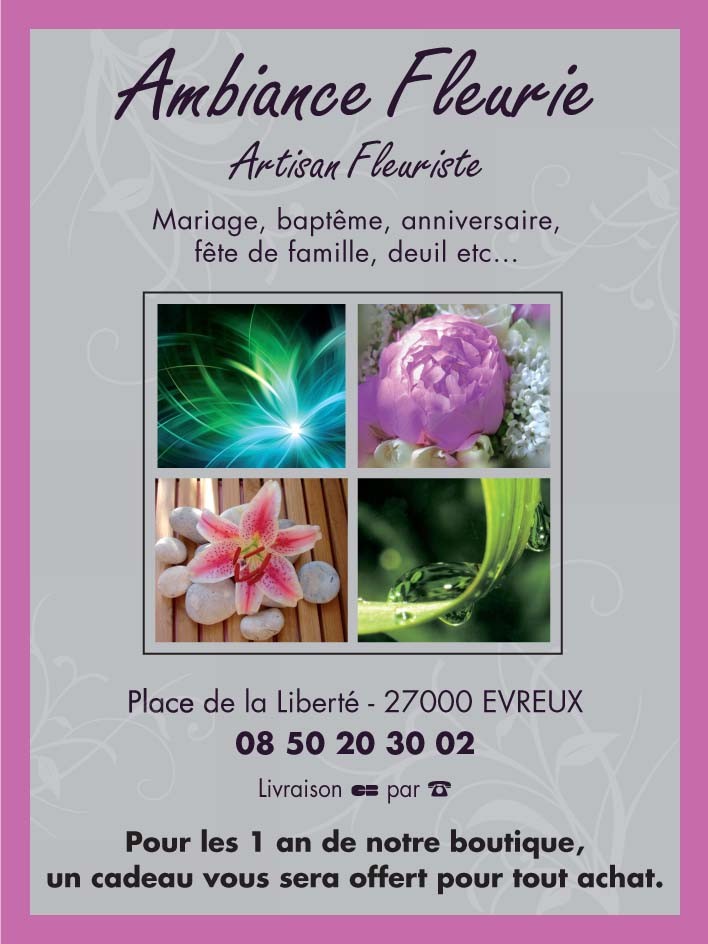 Ambiance Fleurie
Artisan Fleuriste
Mariage, baptême, anniversaire,
fête de famille, deuil etc...
Place de la Liberté - 27000 EVREUX
08 50 20 30 02
Livraison CB par ☎
Pour les 1 an de notre boutique,
un cadeau vous sera offert pour tout achat.